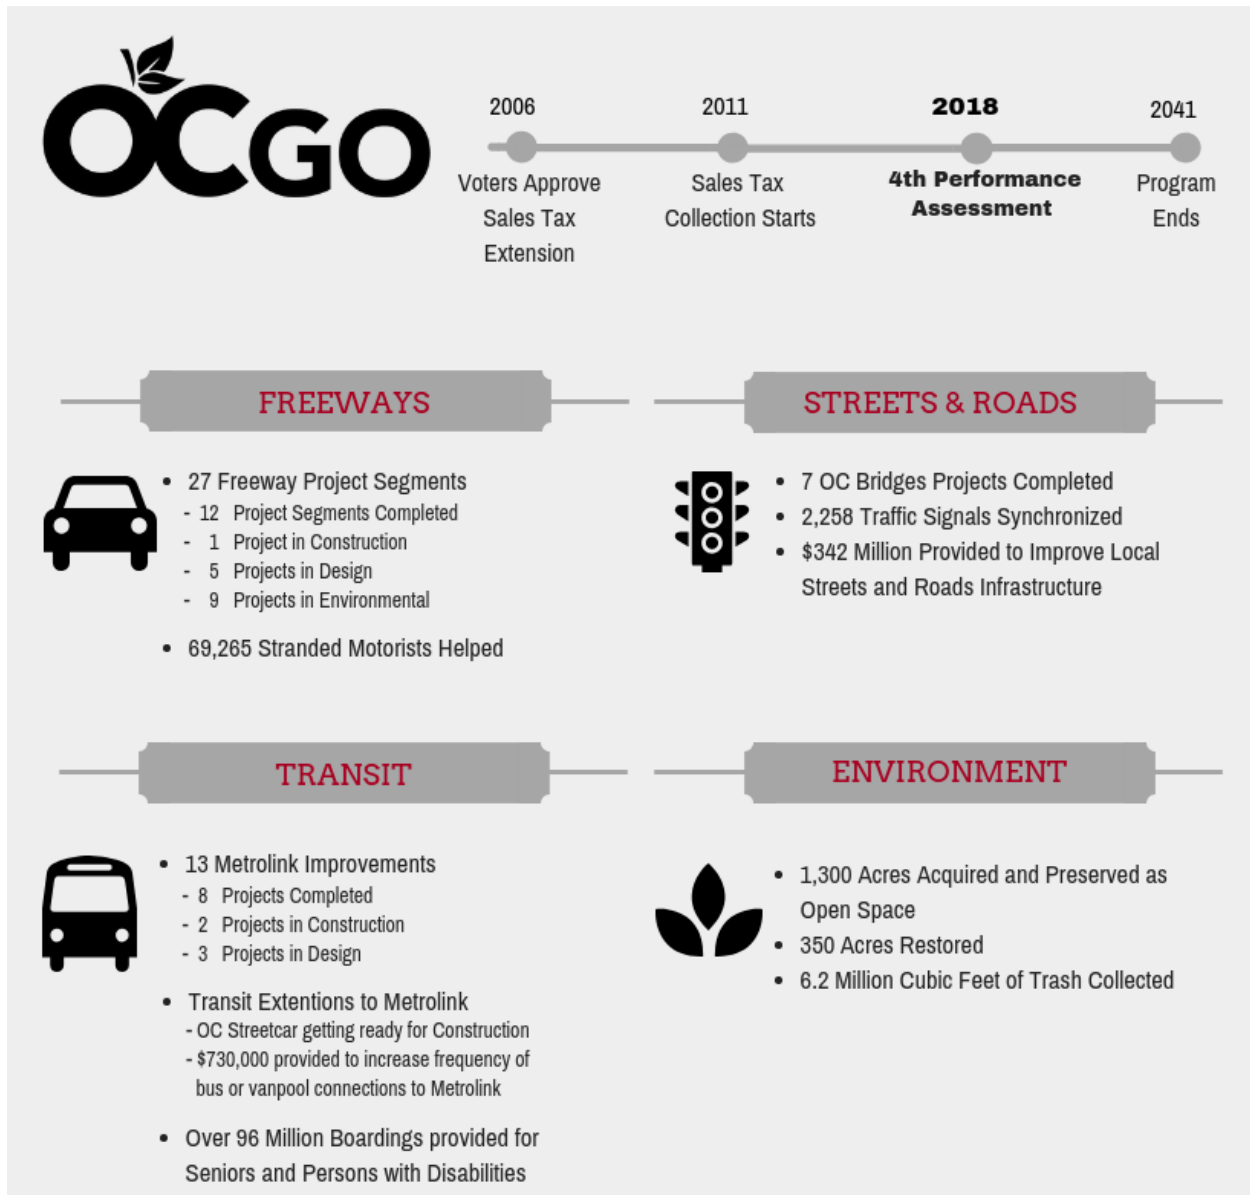 OCGO
2006
2011
2018
2041
Voters Approve
Sales Tax
Extension
Sales Tax
Collection Starts
4th Performance
Assessment
Program
Ends
FREEWAYS
• 27 Freeway Project Segments
- 12 Project Segments Completed
- 1 Project in Construction
- 5 Projects in Design
- 9 Projects in Environmental
• 69,265 Stranded Motorists Helped
STREETS & ROADS
• 7 OC Bridges Projects Completed
• 2,258 Traffic Signals Synchronized
• $342 Million Provided to Improve Local
Streets and Roads Infrastructure
TRANSIT
• 13 Metrolink Improvements
- 8 Projects Completed
- 2 Projects in Construction
- 3 Projects in Design
• Transit Extentions to Metrolink
- OC Streetcar getting ready for Construction
- $730,000 provided to increase frequency of
bus or vanpool connections to Metrolink
• Over 96 Million Boardings provided for
Seniors and Persons with Disabilities
ENVIRONMENT
• 1,300 Acres Acquired and Preserved as
Open Space
• 350 Acres Restored
• 6.2 Million Cubic Feet of Trash Collected